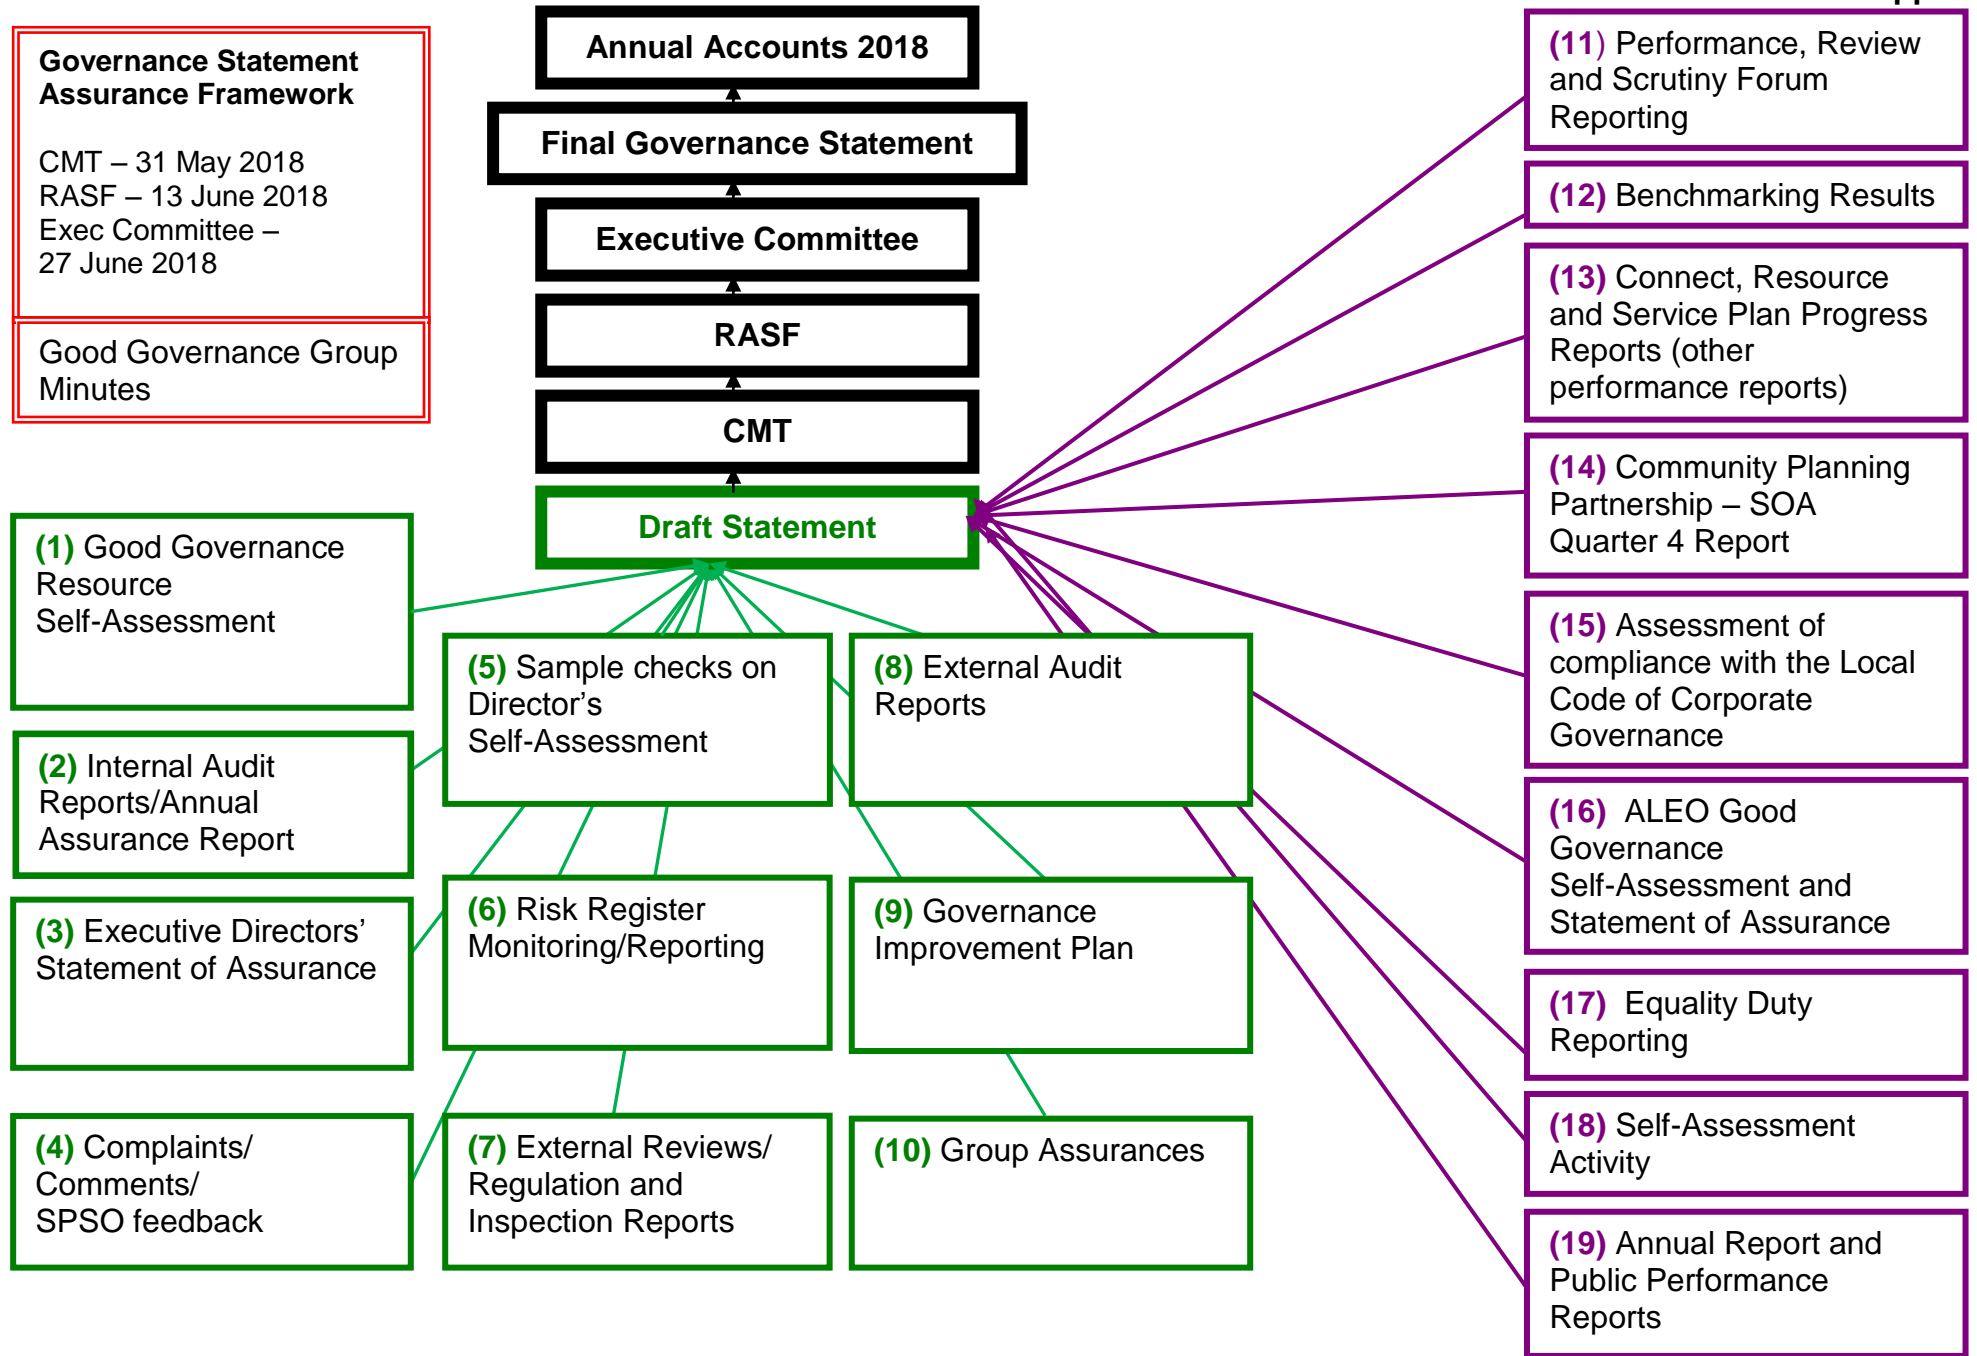 Governance Statement
Assurance Framework
CMT – 31 May 2018
RASF – 13 June 2018
Exec Committee –
27 June 2018
Good Governance Group
Minutes
Annual Accounts 2018
Final Governance Statement
Executive Committee
RASF
CMT
Draft Statement
(1) Good Governance
Resource
Self-Assessment
(2) Internal Audit
Reports/Annual
Assurance Report
(3) Executive Directors’
Statement of Assurance
(4) Complaints/
Comments/
SPSO feedback
(5) Sample checks on
Director’s
Self-Assessment
(6) Risk Register
Monitoring/Reporting
(7) External Reviews/
Regulation and
Inspection Reports
(8) External Audit
Reports
(9) Governance
Improvement Plan
(10) Group Assurances
(11) Performance, Review
and Scrutiny Forum
Reporting
(12) Benchmarking Results
(13) Connect, Resource
and Service Plan Progress
Reports (other
performance reports)
(14) Community Planning
Partnership – SOA
Quarter 4 Report
(15) Assessment of
compliance with the Local
Code of Corporate
Governance
(16) ALEO Good
Governance
Self-Assessment and
Statement of Assurance
(17) Equality Duty
Reporting
(18) Self-Assessment
Activity
(19) Annual Report and
Public Performance
Reports